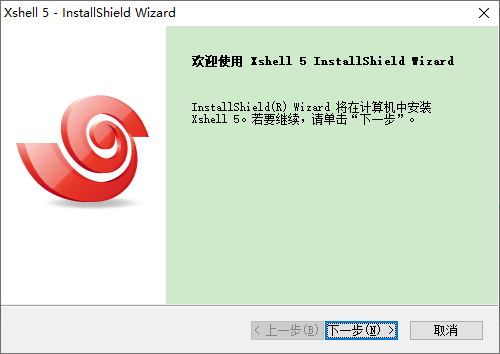 Xshell 5 - InstallShield Wizard
欢迎使用 Xshell 5 InstallShield Wizard
InstallShield(R) Wizard 将在计算机中安装
Xshell 5。若要继续，请单击“下一步”。
< 上一步(B)
下一步(N) >
取消